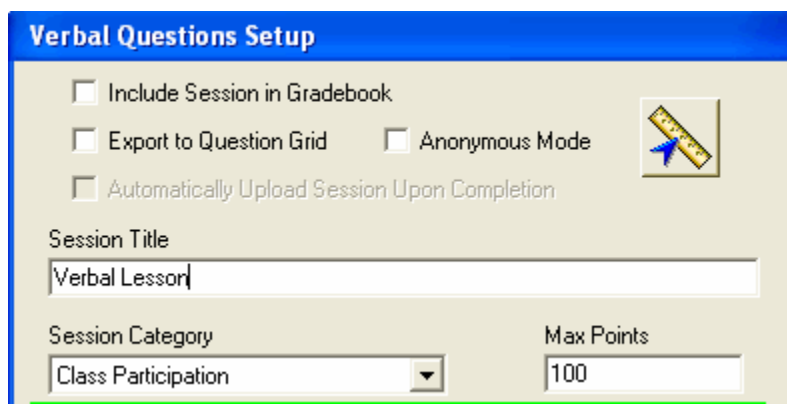 Verbal Questions Setup
Include Session in Gradebook
Export to Question Grid Anonymous Mode
Automatically Upload Session Upon Completion
Session Title
Verbal Lesson
Session Category Max Points
Class Participation 100